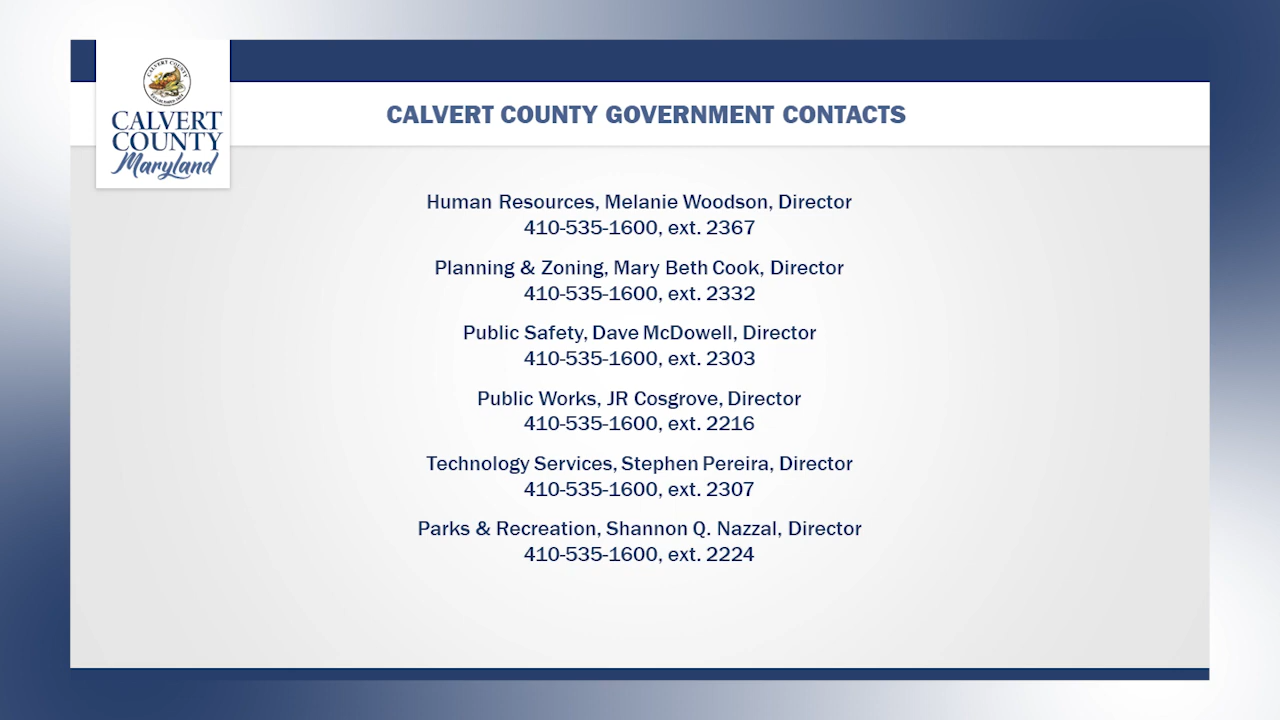 CALVERT COUNTY
CALVERT
COUNTY
Maryland
CALVERT COUNTY GOVERNMENT CONTACTS
Human Resources, Melanie Woodson, Director
410-535-1600, ext. 2367
Planning & Zoning, Mary Beth Cook, Director
410-535-1600, ext. 2332
Public Safety, Dave McDowell, Director
410-535-1600, ext. 2303
Public Works, JR Cosgrove, Director
410-535-1600, ext. 2216
Technology Services, Stephen Pereira, Director
410-535-1600, ext. 2307
Parks & Recreation, Shannon Q. Nazzal, Director
410-535-1600, ext. 2224